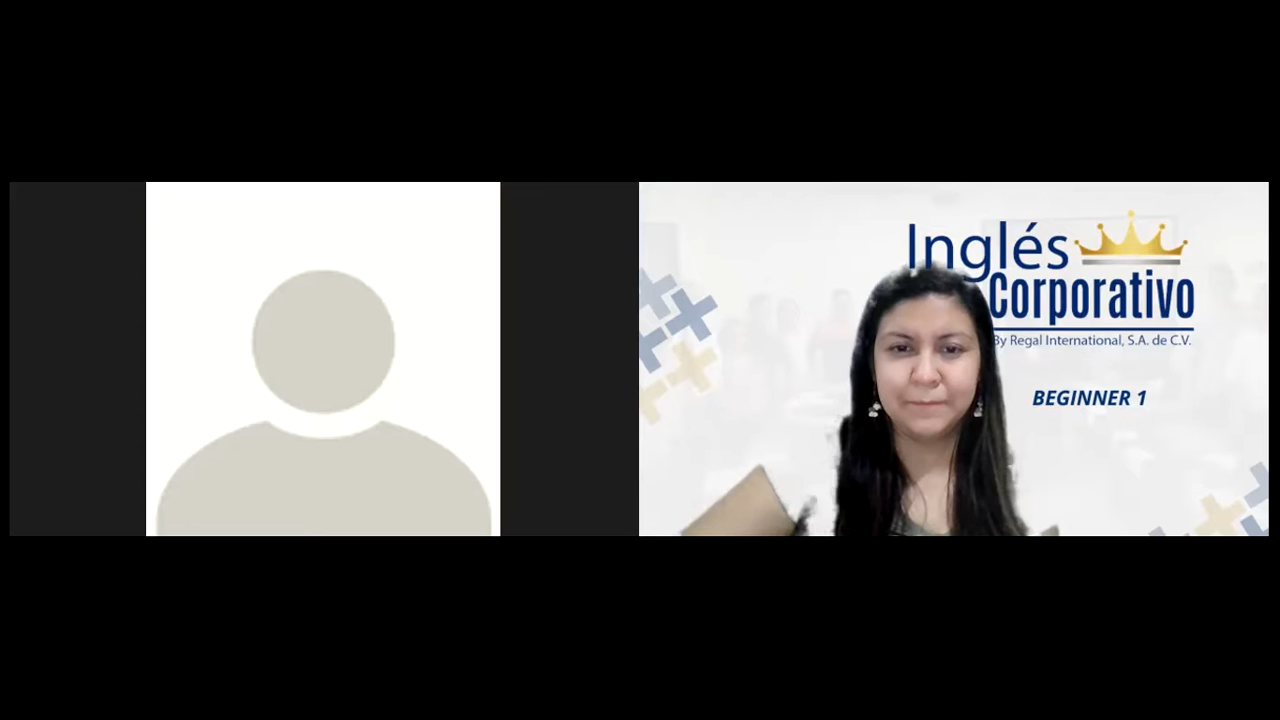 Inglés
Corporativo
By Regal International, S.A. de C.V.
BEGINNER 1